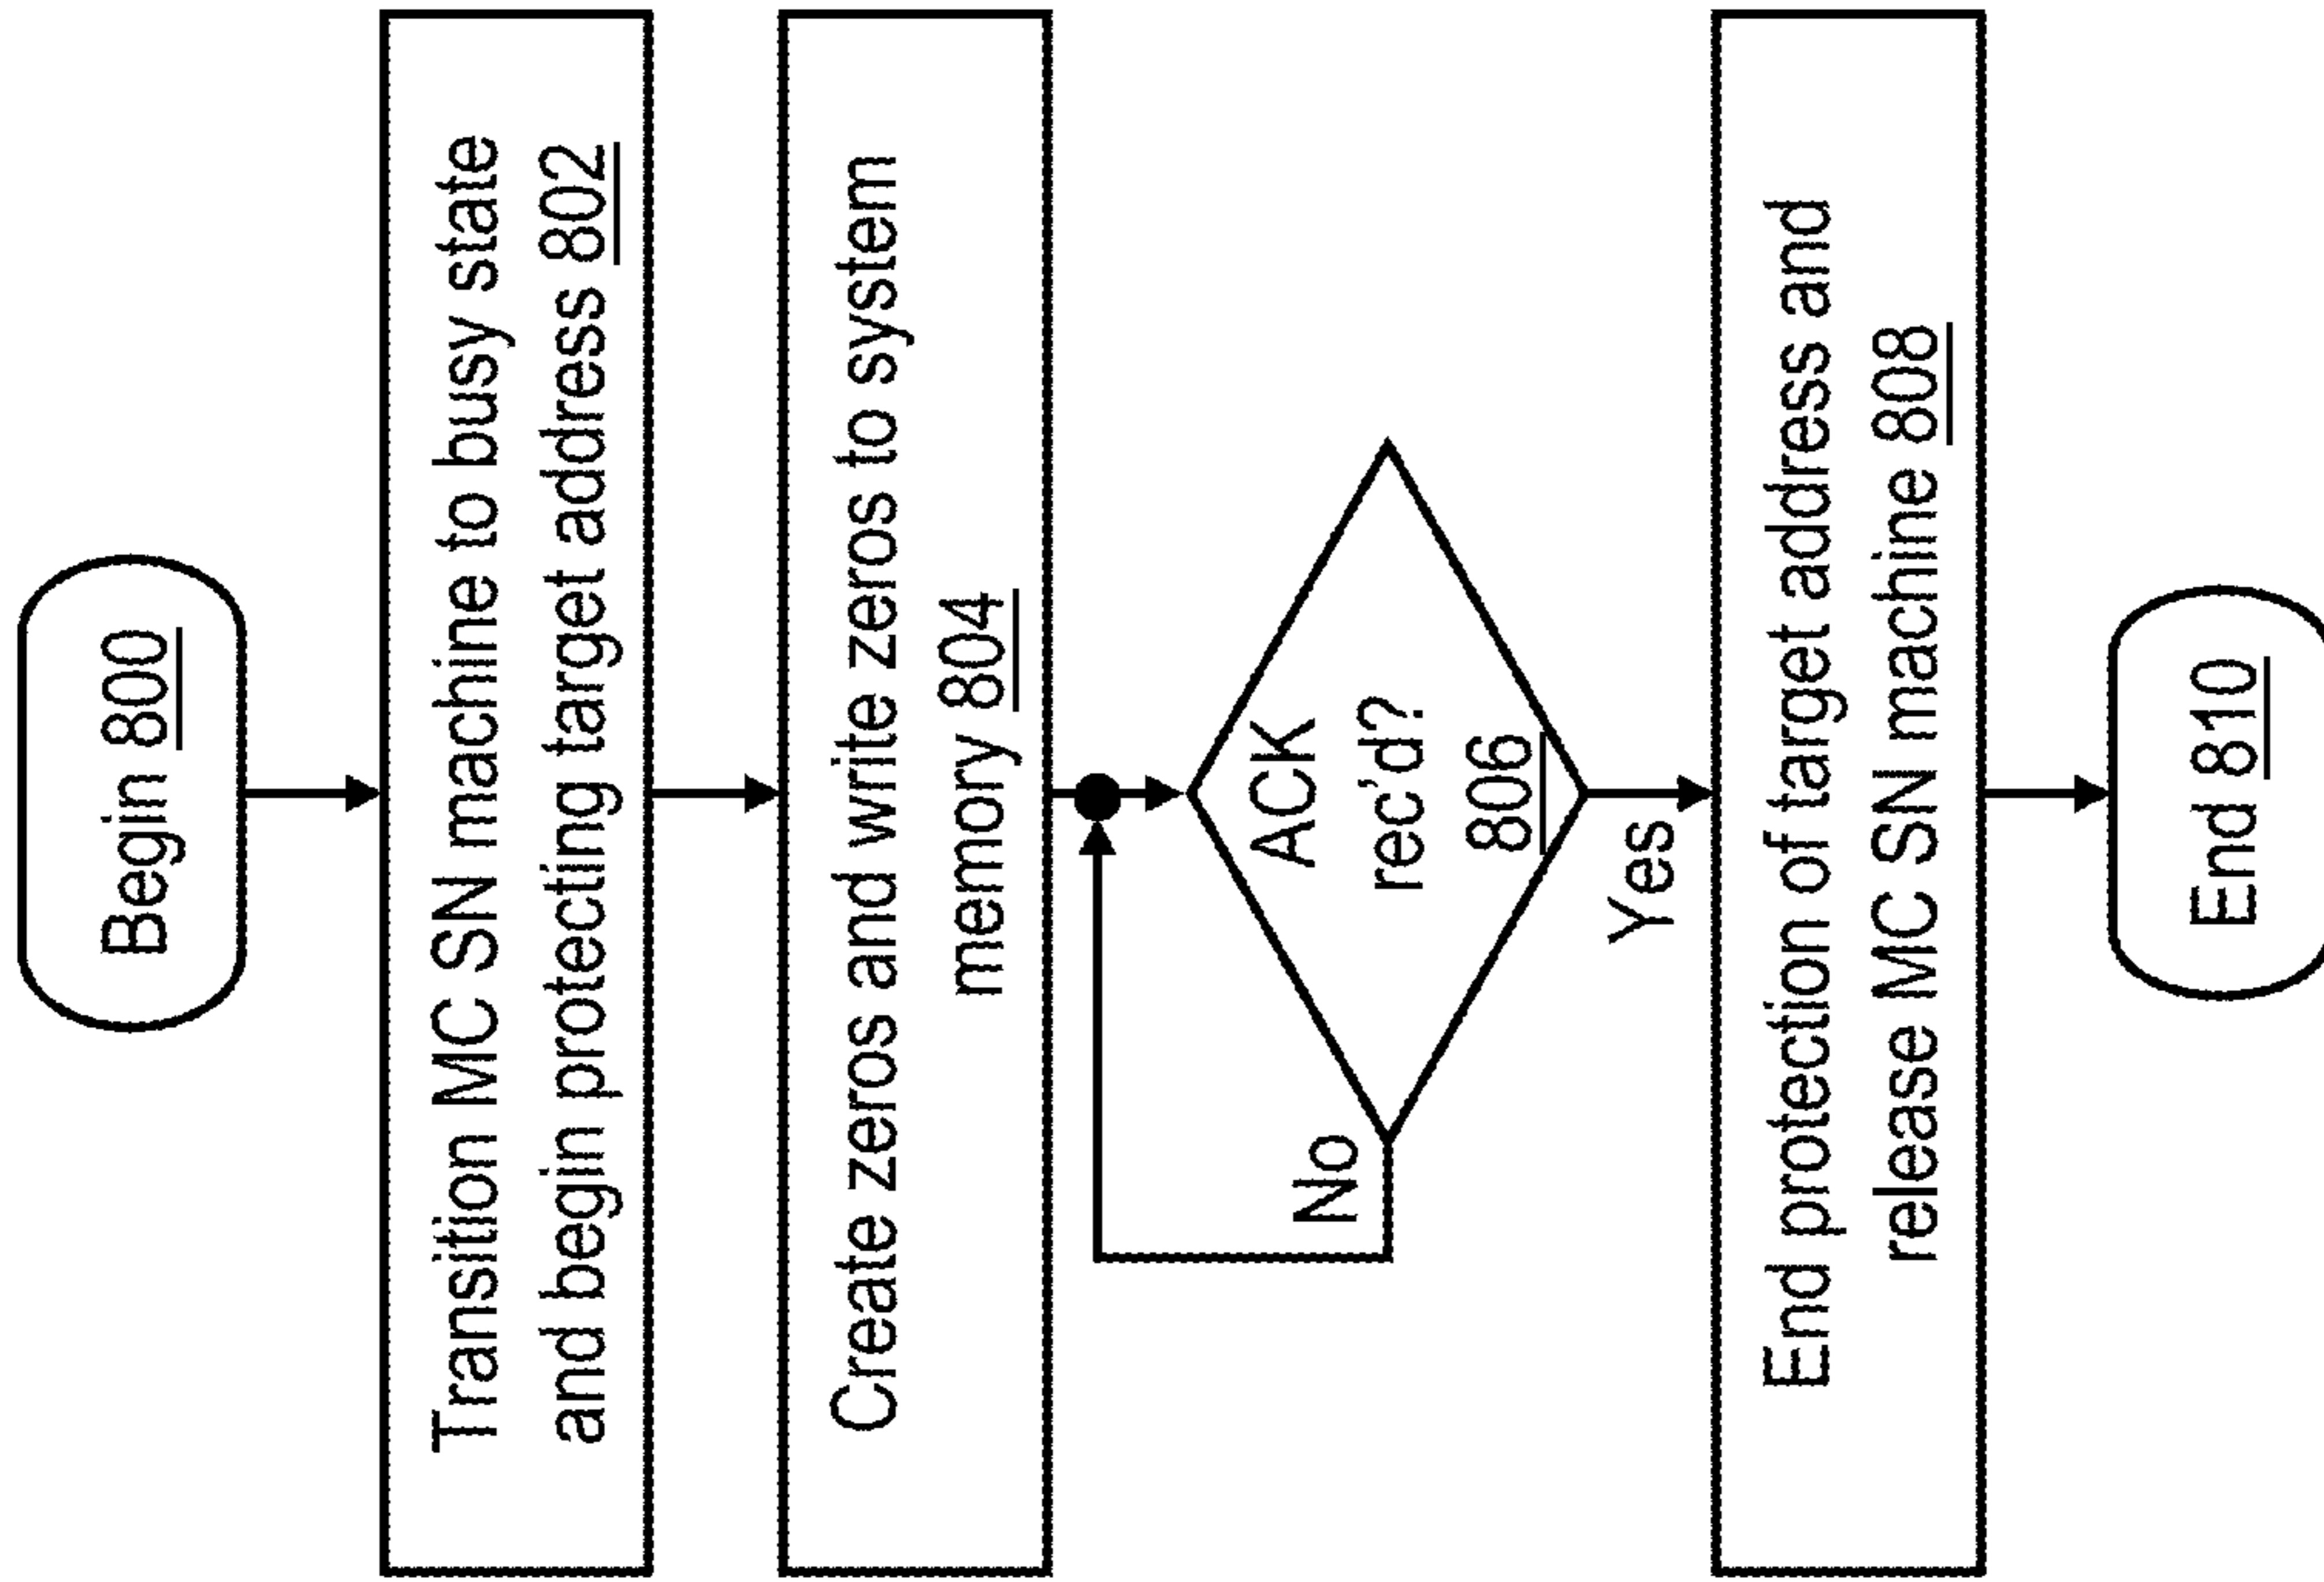 Begin 800
Transition MC SN machine to busy state
and begin protecting target address 802
Create zeros and write zeros to system
memory 804
ACK
rec'd?
806
No
Yes
End protection of target address and
release MC SN machine 808
End 810